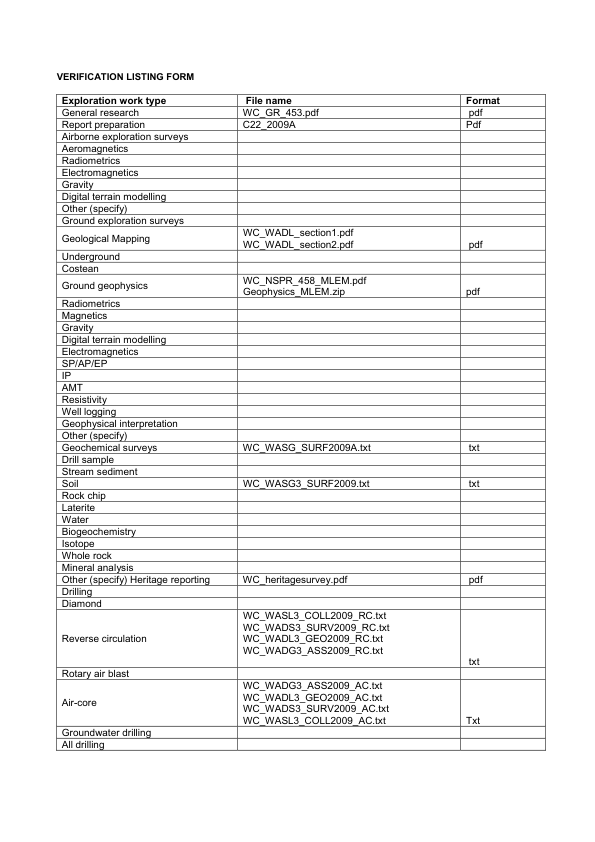 VERIFICATION LISTING FORM
Exploration work type File name Format
General research WC_GR_453.pdf pdf
Report preparation C22_2009A Pdf
Airborne exploration surveys
Aeromagnetics
Radiometrics
Electromagnetics
Gravity
Digital terrain modelling
Other (specify)
Ground exploration surveys
Geological Mapping WC_WADL_section1.pdf
WC_WADL_section2.pdf pdf
Underground
Costean
Ground geophysics WC_NSPR_458_MLEM.pdf
Geophysics_MLEM.zip pdf
Radiometrics
Magnetics
Gravity
Digital terrain modelling
Electromagnetics
SP/AP/EP
IP
AMT
Resistivity
Well logging
Geophysical interpretation
Other (specify)
Geochemical surveys WC_WASG_SURF2009A.txt txt
Drill sample
Stream sediment
Soil WC_WASG3_SURF2009.txt txt
Rock chip
Laterite
Water
Biogeochemistry
Isotope
Whole rock
Mineral analysis
Other (specify) Heritage reporting WC_heritagesurvey.pdf pdf
Drilling
Diamond
Reverse circulation WC_WASL3_COLL2009_RC.txt
WC_WADS3_SURV2009_RC.txt
WC_WADL3_GEO2009_RC.txt
WC_WADG3_ASS2009_RC.txt
txt
Rotary air blast
Air-core WC_WADG3_ASS2009_AC.txt
WC_WADL3_GEO2009_AC.txt
WC_WADS3_SURV2009_AC.txt
WC_WASL3_COLL2009_AC.txt Txt
Groundwater drilling
All drilling